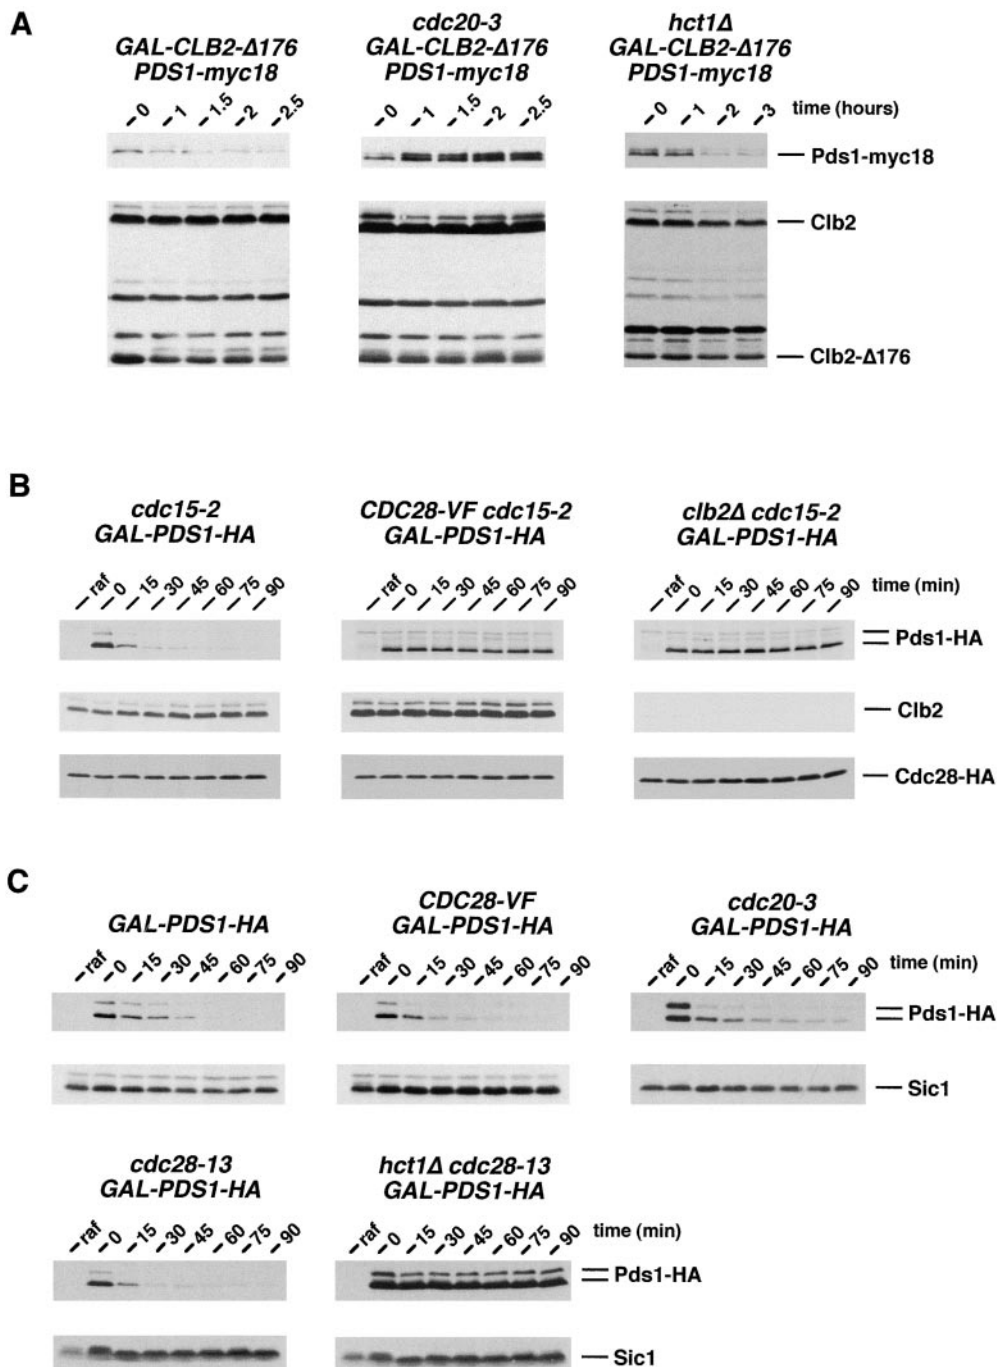 A
GAL-CLB2-Δ176
PDS1-myc18
0 1 1.5 2 2.5
cdc20-3
GAL-CLB2-Δ176
PDS1-myc18
0 1 1.5 2 2.5
hct1Δ
GAL-CLB2-Δ176
PDS1-myc18
0 1 2 3 time (hours)
Pds1-myc18
Clb2
Clb2-Δ176
B
cdc15-2
GAL-PDS1-HA
raf 0 15 30 45 60 75 90
CDC28-VF cdc15-2
GAL-PDS1-HA
raf 0 15 30 45 60 75 90
clb2Δ cdc15-2
GAL-PDS1-HA
raf 0 15 30 45 60 75 90 time (min)
Pds1-HA
Clb2
Cdc28-HA
C
GAL-PDS1-HA
raf 0 15 30 45 60 75 90
CDC28-VF
GAL-PDS1-HA
raf 0 15 30 45 60 75 90
cdc20-3
GAL-PDS1-HA
raf 0 15 30 45 60 75 90 time (min)
Pds1-HA
Sic1
cdc28-13
GAL-PDS1-HA
raf 0 15 30 45 60 75 90
hct1Δ cdc28-13
GAL-PDS1-HA
raf 0 15 30 45 60 75 90 time (min)
Pds1-HA
Sic1